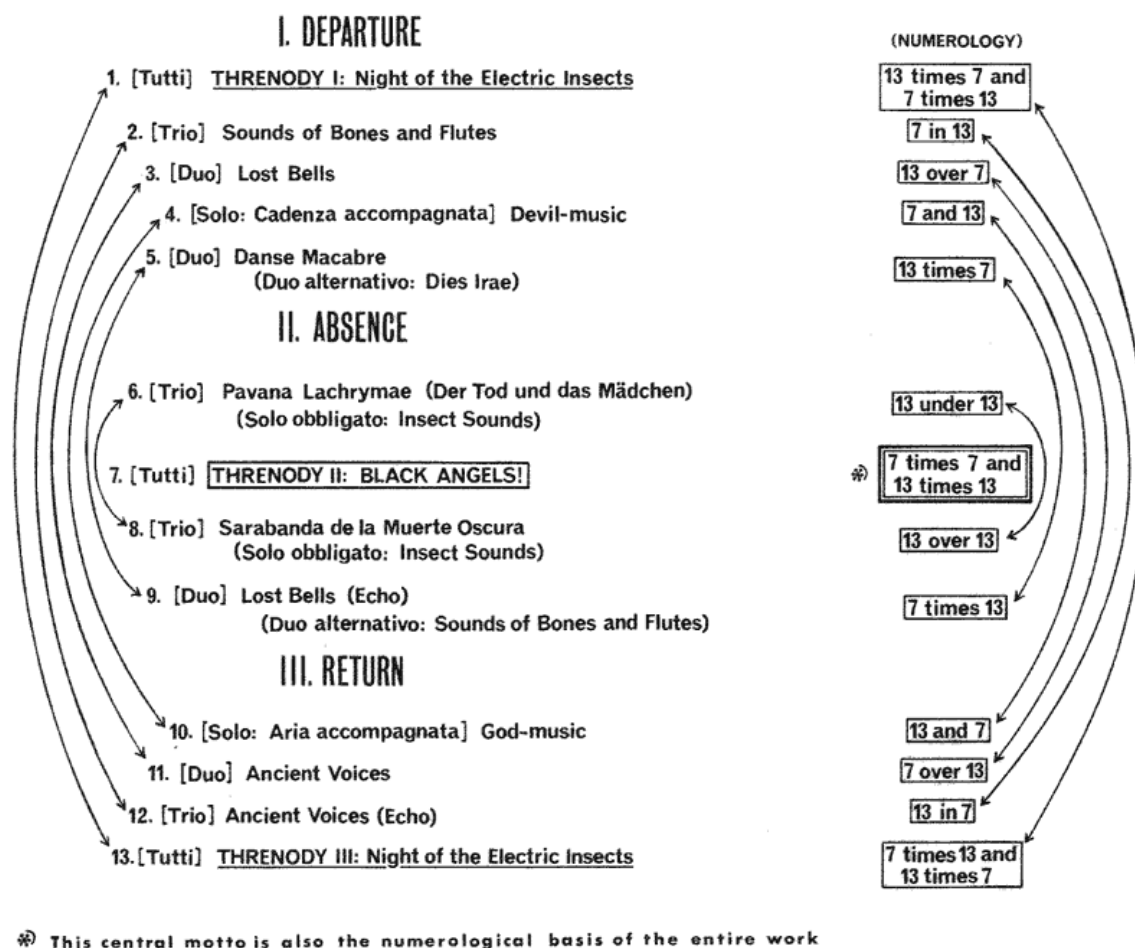 I. DEPARTURE
(NUMEROLOGY)
1. [Tutti] THRENODY I: Night of the Electric Insects
13 times 7 and
7 times 13
2. [Trio] Sounds of Bones and Flutes
7 in 13
3. [Duo] Lost Bells
13 over 7
4. [Solo: Cadenza accompagnata] Devil-music
7 and 13
5. [Duo] Danse Macabre
(Duo alternativo: Dies Irae)
13 times 7
II. ABSENCE
6. [Trio] Pavana Lachrymae (Der Tod und das Mädchen)
(Solo obbligato: Insect Sounds)
13 under 13
7. [Tutti] THRENODY II: BLACK ANGELS!
7 times 7 and
13 times 13
8. [Trio] Sarabanda de la Muerte Oscura
(Solo obbligato: Insect Sounds)
13 over 13
9. [Duo] Lost Bells (Echo)
(Duo alternativo: Sounds of Bones and Flutes)
7 times 13
III. RETURN
10. [Solo: Aria accompagnata] God-music
13 and 7
11. [Duo] Ancient Voices
7 over 13
12. [Trio] Ancient Voices (Echo)
13 in 7
13. [Tutti] THRENODY III: Night of the Electric Insects
7 times 13 and
13 times 7
This central motto is also the numerological basis of the entire work